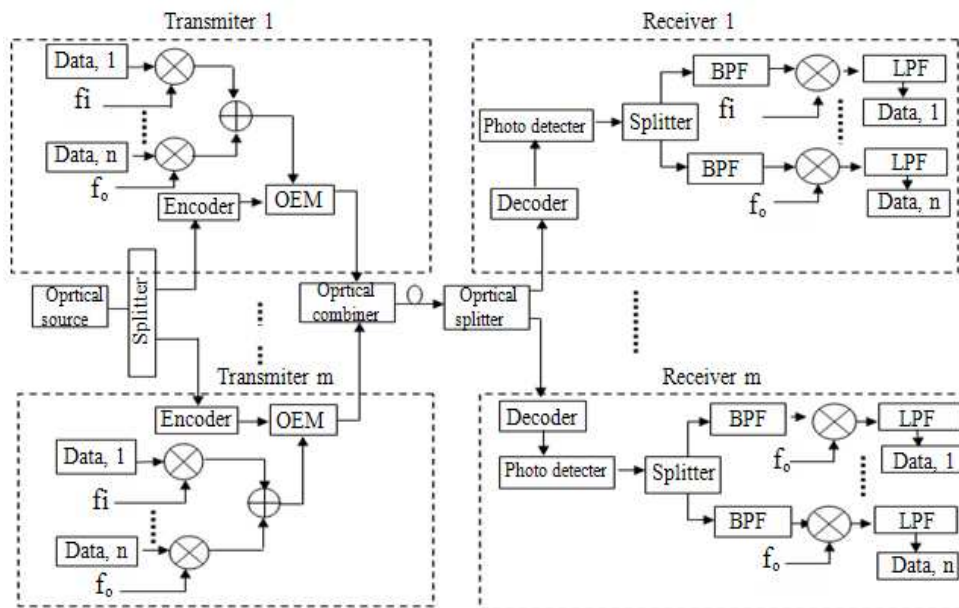 Transmiter 1
Data, 1
fi
Data, n
fo
Encoder
OEM
Oprtical
source
Splitter
Oprtical
combiner
Oprtical
splitter
Transmiter m
Encoder
OEM
Data, 1
fi
Data, n
fo
Receiver 1
Photo detecter
Splitter
Decoder
BPF
fi
LPF
Data, 1
BPF
fo
LPF
Data, n
Receiver m
Decoder
Photo detecter
Splitter
BPF
fo
LPF
Data, 1
BPF
fo
LPF
Data, n